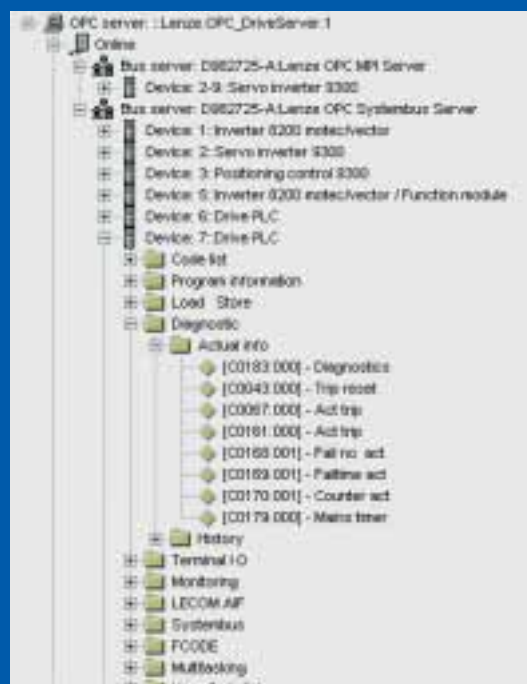 OPC server: : Lenze.OPC_DriveServer.1
Online
Bus server: D982725-A:Lenze OPC MPI Server
Device: 2-9: Servo inverter 9300
Bus server: D982725-A:Lenze OPC Systembus Server
Device: 1: Inverter 8200 motec/vector
Device: 2: Servo inverter 9300
Device: 3: Positioning control 9300
Device: 5: Inverter 8200 motec/vector / Function module
Device: 6: Drive PLC
Device: 7: Drive PLC
Code list
Program information
Load Store
Diagnostic
Actual info
[C0183.000] - Diagnostics
[C0043.000] - Trip reset
[C0067.000] - Act trip
[C0161.000] - Act trip
[C0168.001] - Fail no. act
[C0169.001] - Failtime act
[C0170.001] - Counter act
[C0179.000] - Mains timer
History
Terminal I-O
Monitoring
LECOM AIF
Systembus
FCODE
Multitasking